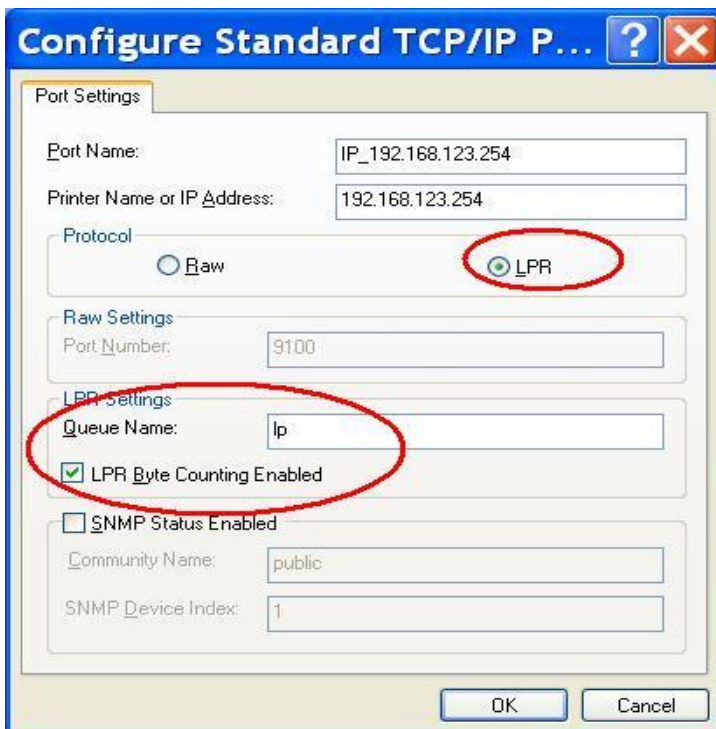 Configure Standard TCP/IP P... ?
Port Settings
Port Name: IP_192.168.123.254
Printer Name or IP Address: 192.168.123.254
Protocol
Raw LPR
Raw Settings
Port Number: 9100
LPR Settings
Queue Name: lp
LPR Byte Counting Enabled
SNMP Status Enabled
Community Name: public
SNMP Device Index: 1
OK Cancel